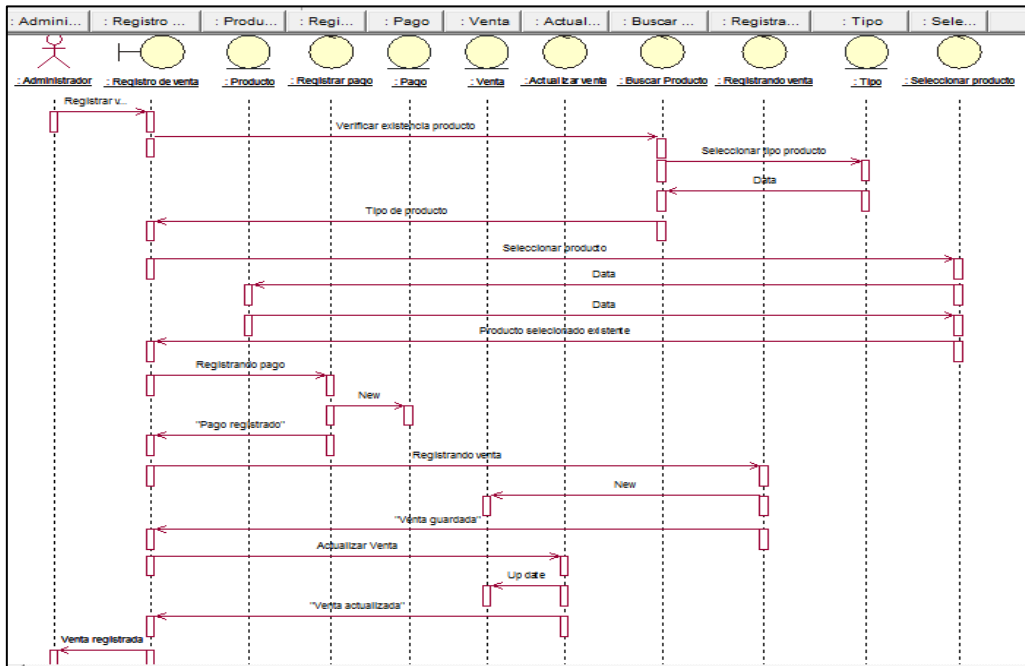 : Admini...
: Registro ...
: Produ...
: Regi...
: Pago
: Venta
: Actual...
: Buscar ...
: Registra...
: Tipo
: Sele...
: Administrador
: Registro de venta
: Producto
: Registrar pago
: Pago
: Venta
: Actualizar venta
: Buscar Producto
: Registrando venta
: Tipo
: Seleccionar producto
Registrar v...
Verificar existencia producto
Seleccionar tipo producto
Data
Tipo de producto
Seleccionar producto
Data
Data
Producto selecionado existente
Registrando pago
New
"Pago registrado"
Registrando venta
New
"Venta guardada"
Actualizar Venta
Up date
"Venta actualizada"
Venta registrada